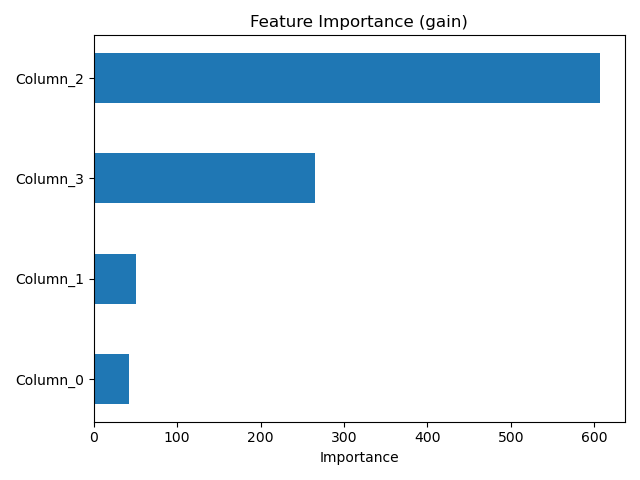 Feature Importance (gain)
Column_2
Column_3
Column_1
Column_0
0 100 200 300 400 500 600
Importance